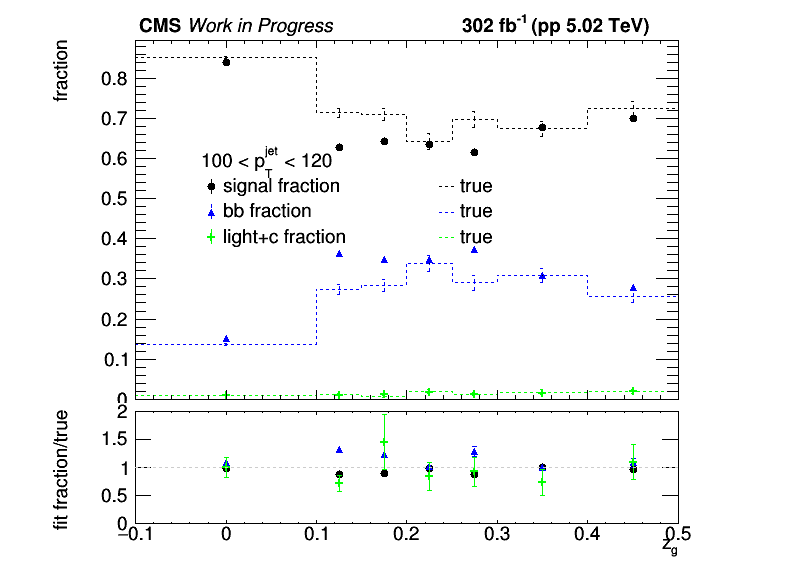 CMS Work in Progress 302 fb-1 (pp 5.02 TeV)
fraction
0.8
0.7
0.6
0.5
0.4
0.3
0.2
0.1
0
100 < pTjet < 120
signal fraction true
bb fraction true
light+c fraction true
fit fraction/true
2
1.5
1
0.5
0
−0.1 0 0.1 0.2 0.3 0.4 0.5
zg